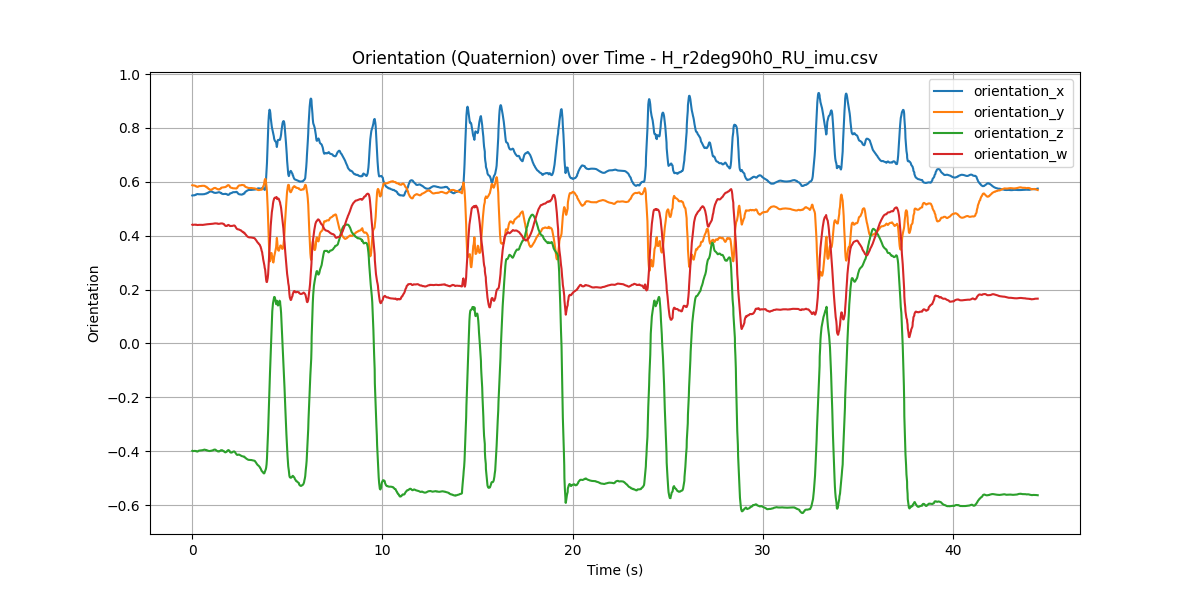 Orientation (Quaternion) over Time - H_r2deg90h0_RU_imu.csv
orientation_x
orientation_y
orientation_z
orientation_w
Orientation
1.0
0.8
0.6
0.4
0.2
0.0
−0.2
−0.4
−0.6
0 10 20 30 40
Time (s)